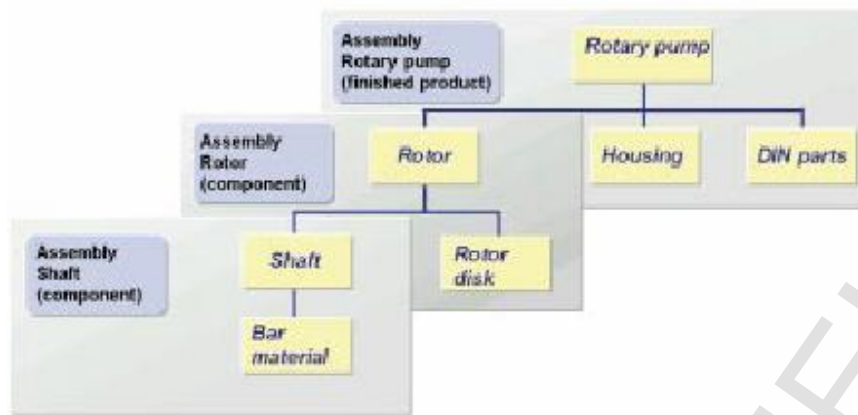 Assembly
Rotary pump
(finished product)
Rotary pump
Assembly
Rotor
(component)
Rotor
Housing
DIN parts
Assembly
Shaft
(component)
Shaft
Rotor
disk
Bar
material